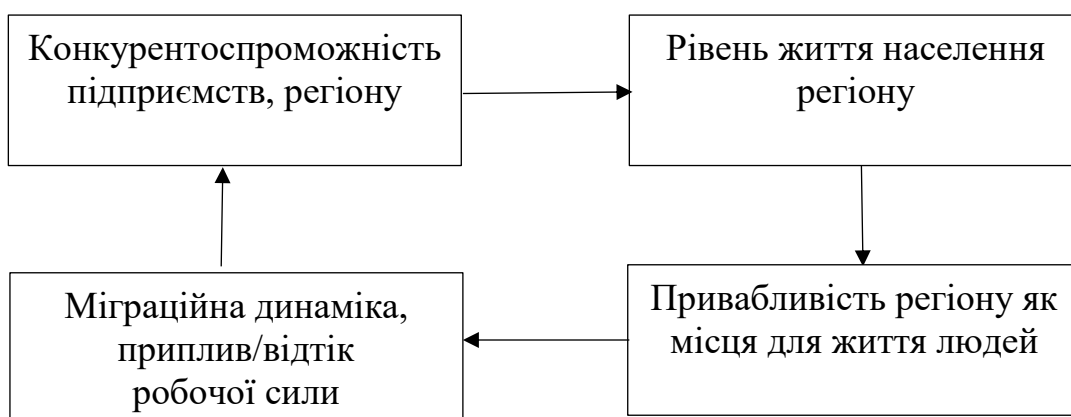 Конкурентоспроможність
підприємств, регіону
Рівень життя населення
регіону
Міграційна динаміка,
приплив/відтік
робочої сили
Привабливість регіону як
місця для життя людей